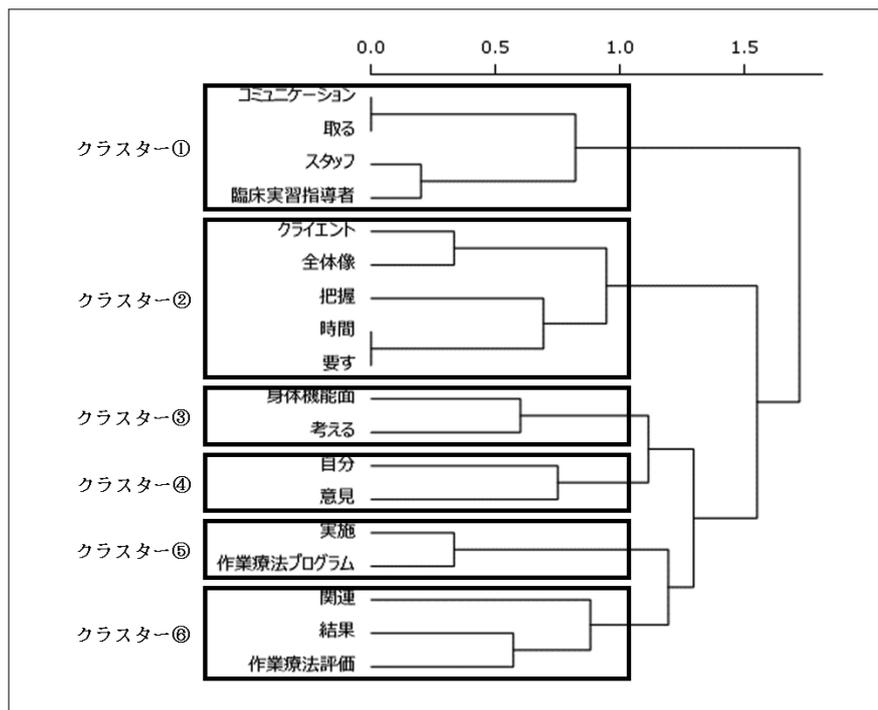 0.0 0.5 1.0 1.5
クラスター①
コミュニケーション
取る
スタッフ
臨床実習指導者
クラスター②
クライエント
全体像
把握
時間
要す
クラスター③
身体機能面
考える
クラスター④
自分
意見
クラスター⑤
実施
作業療法プログラム
クラスター⑥
関連
結果
作業療法評価